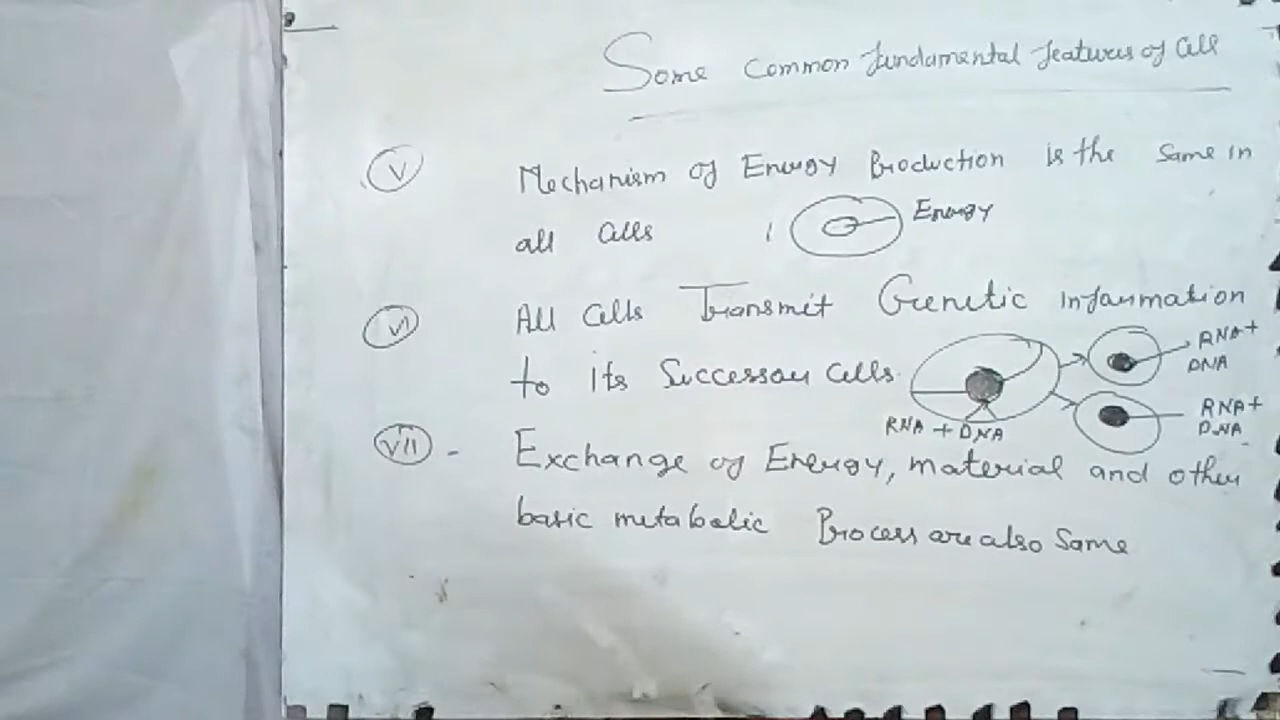 Some Common fundamental features of Cell
(V) Mechanism of Energy Production is the same in
all Cells
Energy
(VI) All Cells Transmit Genetic information
to its Successor Cells.
RNA + DNA
RNA+
DNA
RNA+
DNA
(VII) - Exchange of Energy, material and other
basic metabolic Process are also Same